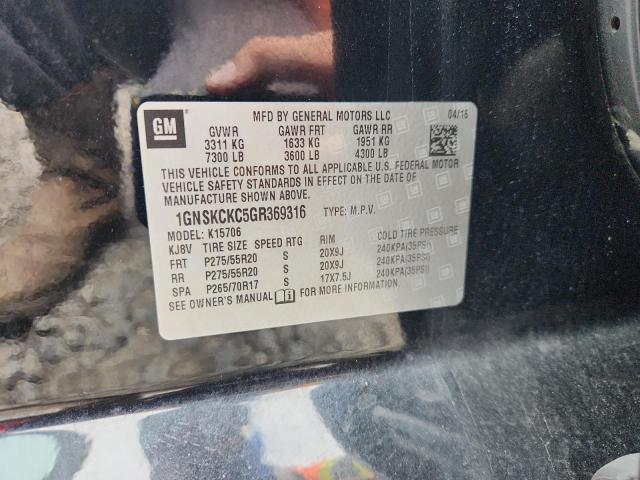 GM
MFD BY GENERAL MOTORS LLC 04/16
GVWR GAWR FRT GAWR RR
3311 KG 1633 KG 1951 KG
7300 LB 3600 LB 4300 LB
THIS VEHICLE CONFORMS TO ALL APPLICABLE U.S. FEDERAL MOTOR
VEHICLE SAFETY STANDARDS IN EFFECT ON THE DATE OF
MANUFACTURE SHOWN ABOVE.
1GNSKCKC5GR369316 TYPE: M.P.V.
MODEL: K15706
KJ8V TIRE SIZE SPEED RTG RIM COLD TIRE PRESSURE
FRT P275/55R20 S 20X9J 240KPA(35PSI)
RR P275/55R20 S 20X9J 240KPA(35PSI)
SPA P265/70R17 S 17X7.5J 240KPA(35PSI)
SEE OWNER'S MANUAL FOR MORE INFORMATION.